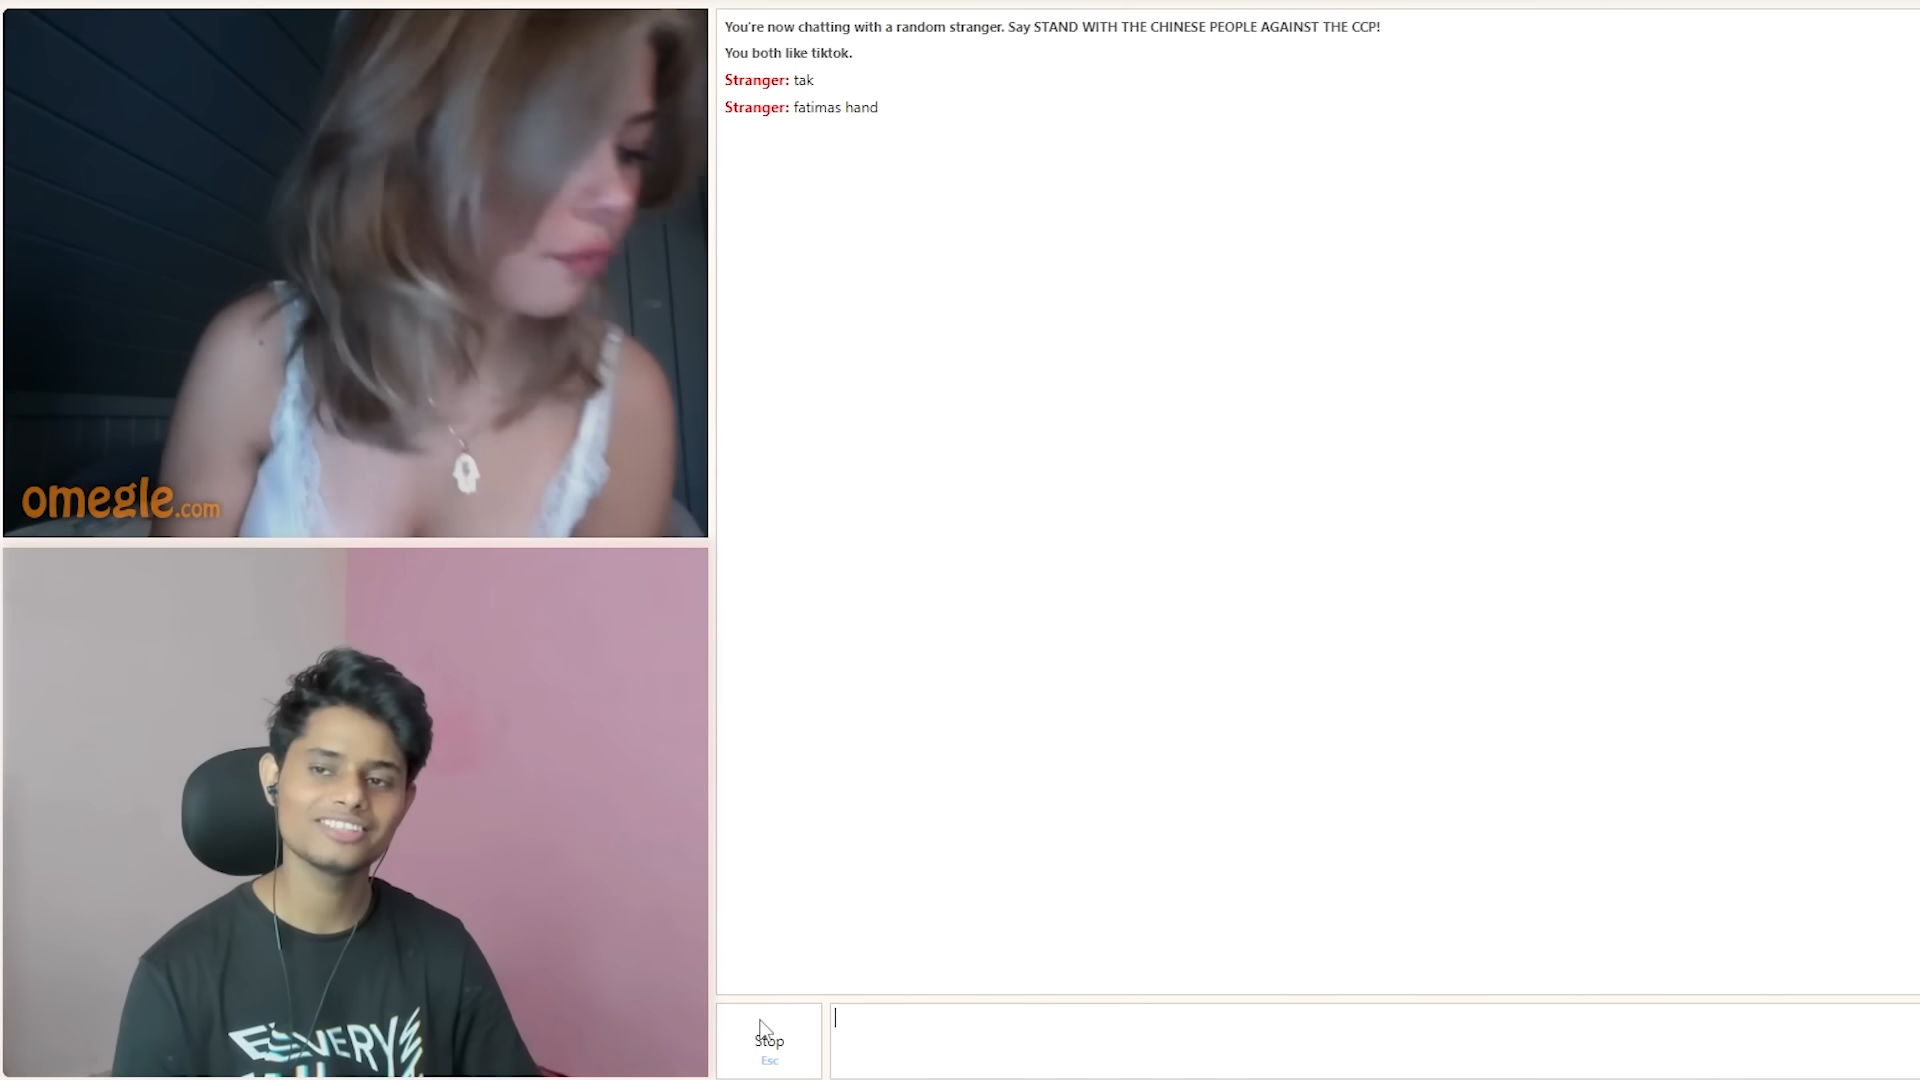 You're now chatting with a random stranger. Say STAND WITH THE CHINESE PEOPLE AGAINST THE CCP!
You both like tiktok.
Stranger: tak
Stranger: fatimas hand
omegle.com
EVERY
Stop
Esc